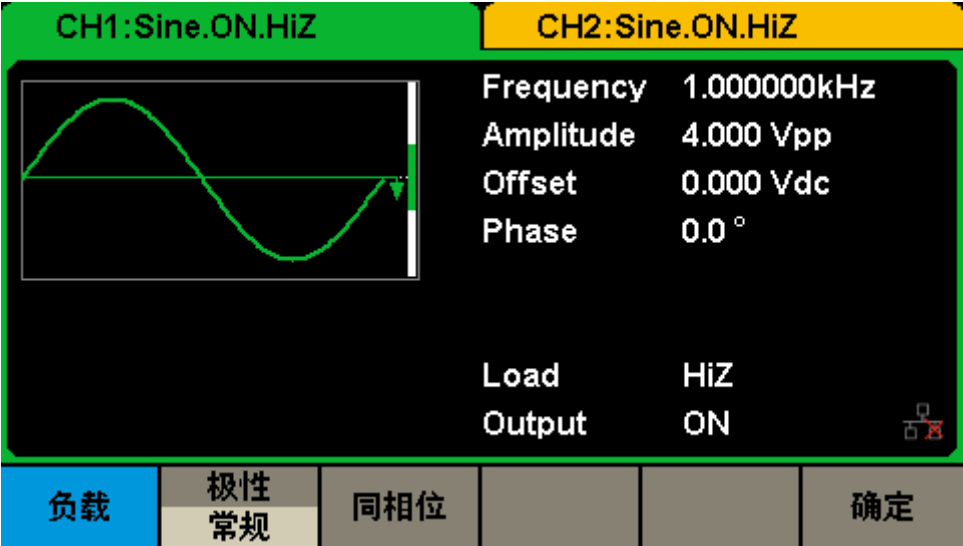 CH1:Sine.ON.HiZ CH2:Sine.ON.HiZ
Frequency 1.000000kHz
Amplitude 4.000 Vpp
Offset 0.000 Vdc
Phase 0.0 °
Load HiZ
Output ON
负载 极性 常规 同相位 确定